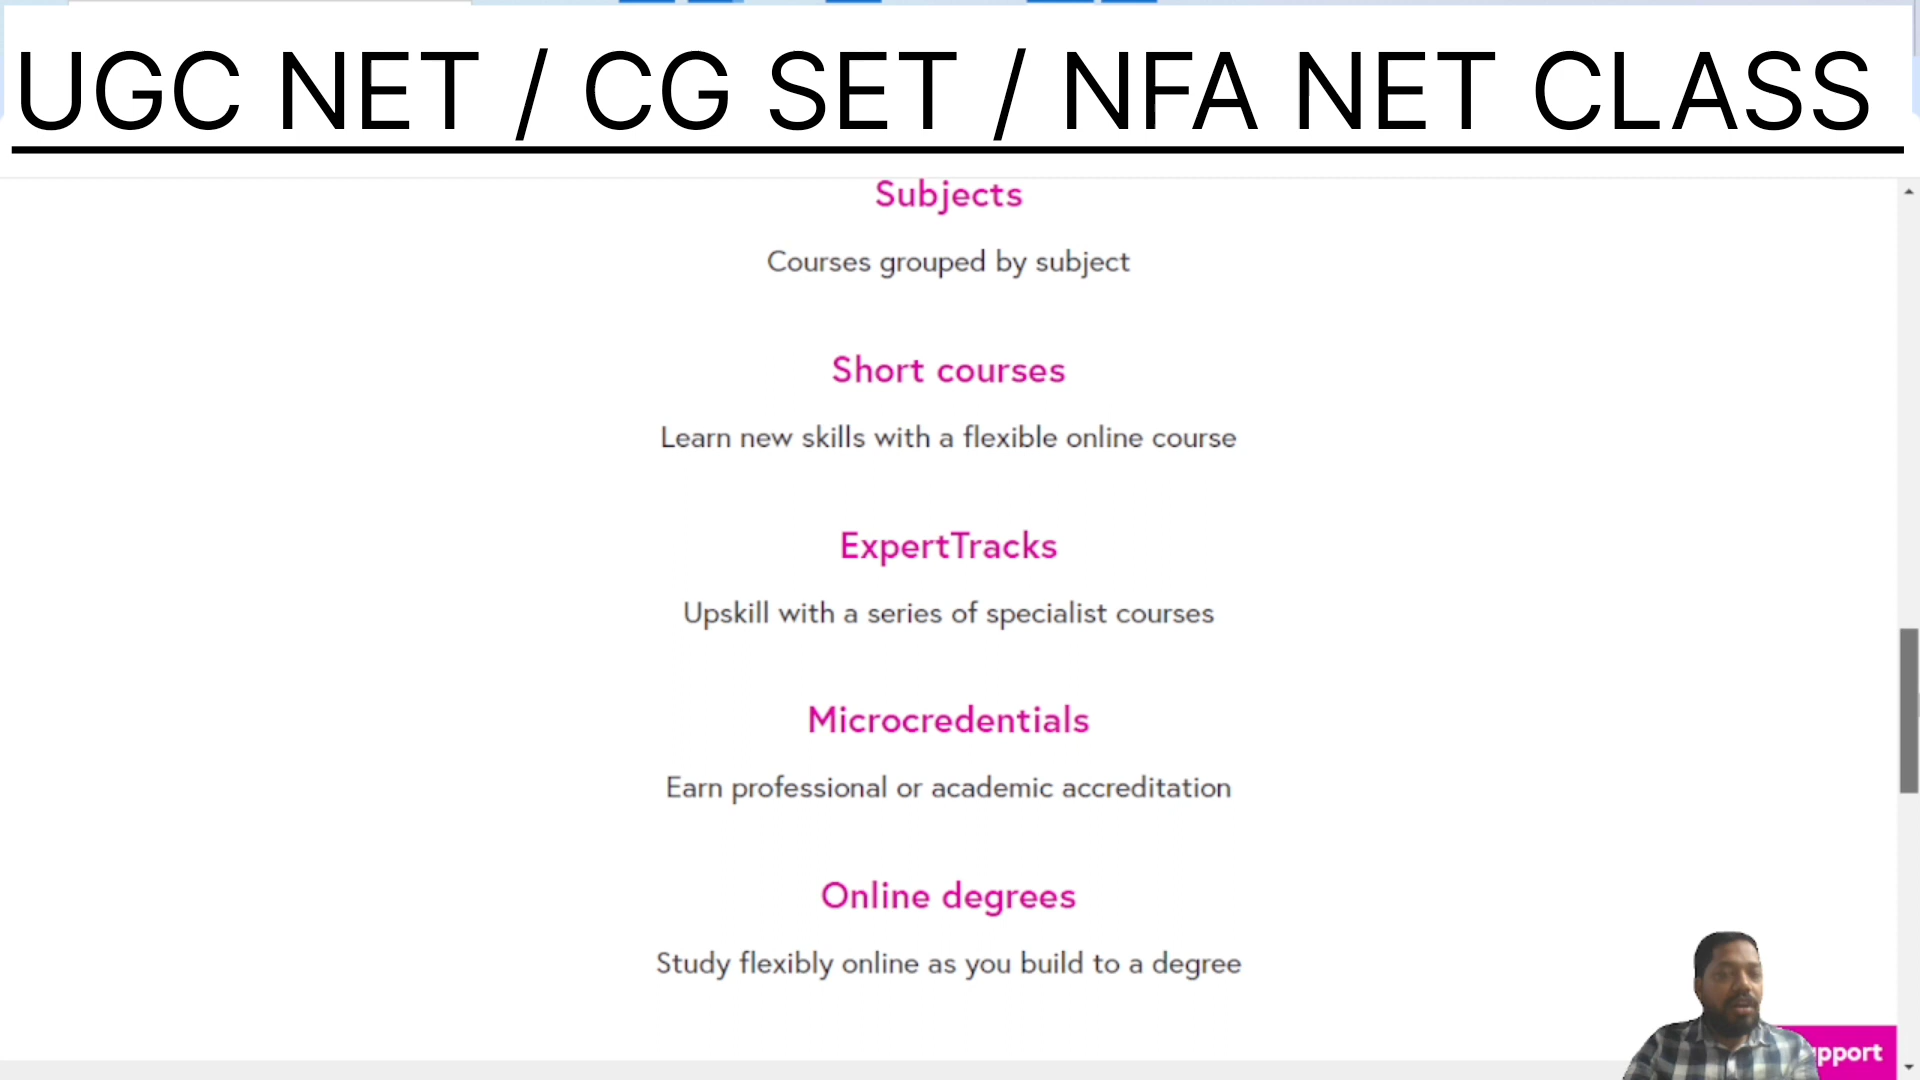 UGC NET / CG SET / NFA NET CLASS
Subjects
Courses grouped by subject
Short courses
Learn new skills with a flexible online course
ExpertTracks
Upskill with a series of specialist courses
Microcredentials
Earn professional or academic accreditation
Online degrees
Study flexibly online as you build to a degree
upport